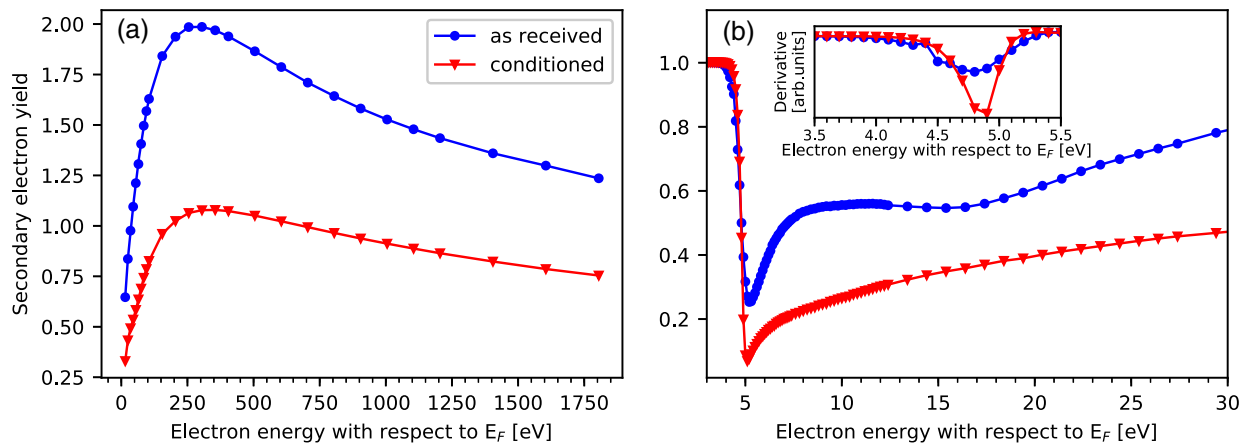 (a)
as received
conditioned
Secondary electron yield
2.00
1.75
1.50
1.25
1.00
0.75
0.50
0.25
0 250 500 750 1000 1250 1500 1750
Electron energy with respect to E_F [eV]
(b)
1.0
0.8
0.6
0.4
0.2
Derivative
[arb.units]
3.5 4.0 4.5 5.0 5.5
Electron energy with respect to E_F [eV]
5 10 15 20 25 30
Electron energy with respect to E_F [eV]